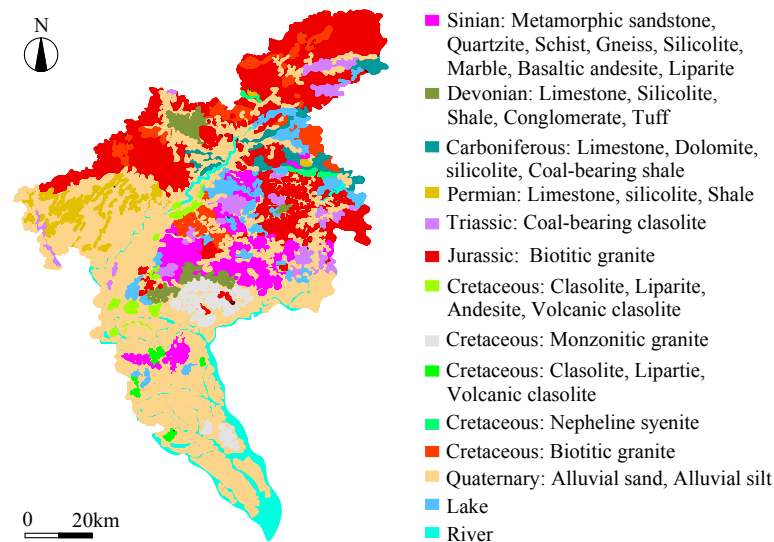 N
Sinian: Metamorphic sandstone,
Quartzite, Schist, Gneiss, Silicolite,
Marble, Basaltic andesite, Liparite
Devonian: Limestone, Silicolite,
Shale, Conglomerate, Tuff
Carboniferous: Limestone, Dolomite,
silicolite, Coal-bearing shale
Permian: Limestone, silicolite, Shale
Triassic: Coal-bearing clasolite
Jurassic: Biotitic granite
Cretaceous: Clasolite, Liparite,
Andesite, Volcanic clasolite
Cretaceous: Monzonitic granite
Cretaceous: Clasolite, Lipartie,
Volcanic clasolite
Cretaceous: Nepheline syenite
Cretaceous: Biotitic granite
Quaternary: Alluvial sand, Alluvial silt
Lake
River
0 20km